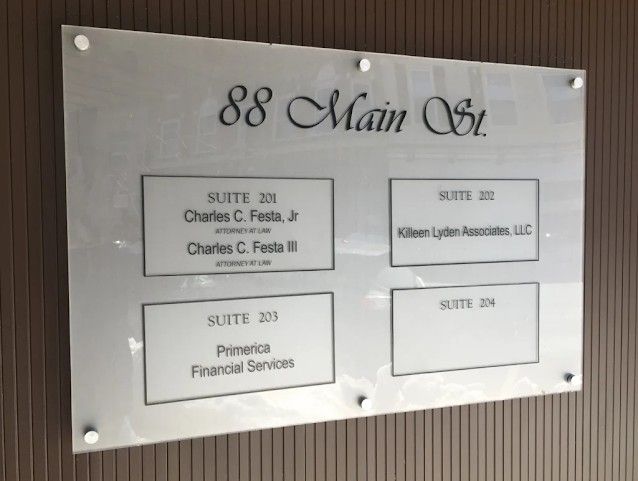 88 Main St.
SUITE 201
Charles C. Festa, Jr
ATTORNEY AT LAW
Charles C. Festa III
ATTORNEY AT LAW
SUITE 202
Killeen Lyden Associates, LLC
SUITE 203
Primerica
Financial Services
SUITE 204